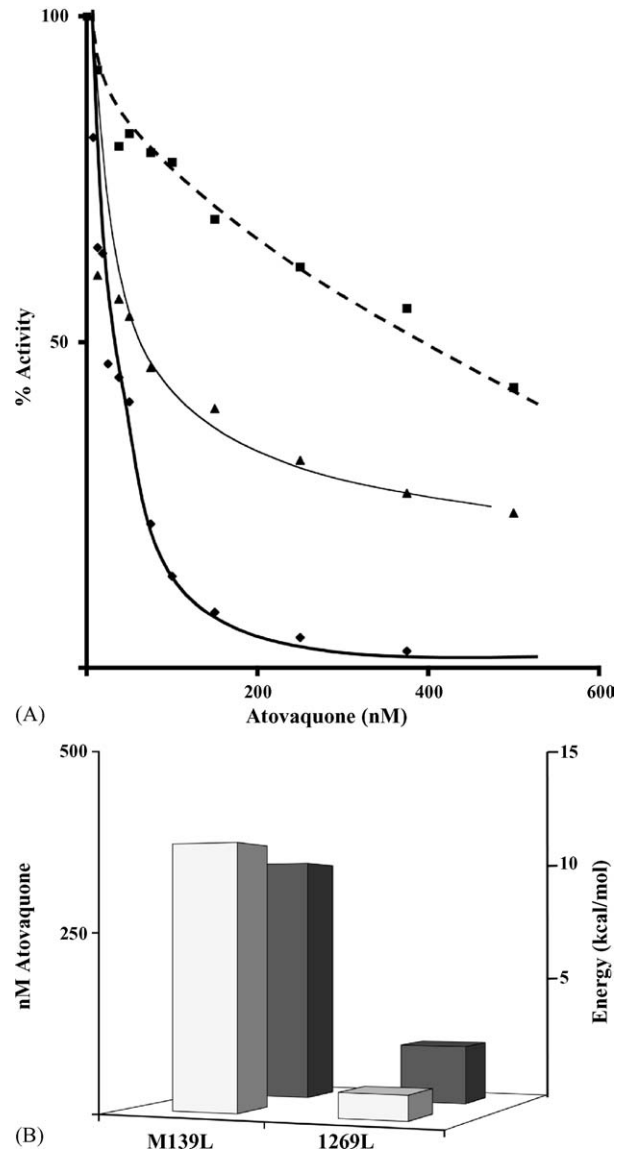 100
50
% Activity
200
400
600
Atovaquone (nM)
(A)
500
250
nM Atovaquone
15
10
5
Energy (kcal/mol)
M139L
1269L
(B)